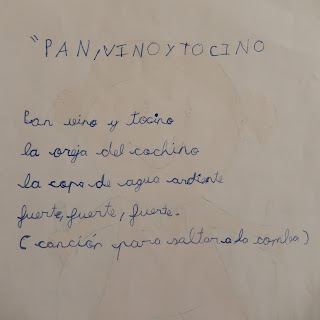 "PAN, VINO Y TOCINO
Pan vino y tocino
la oreja del cochino
la copa de agua ardiente
fuerte, fuerte, fuerte.
(canción para saltar a la comba)